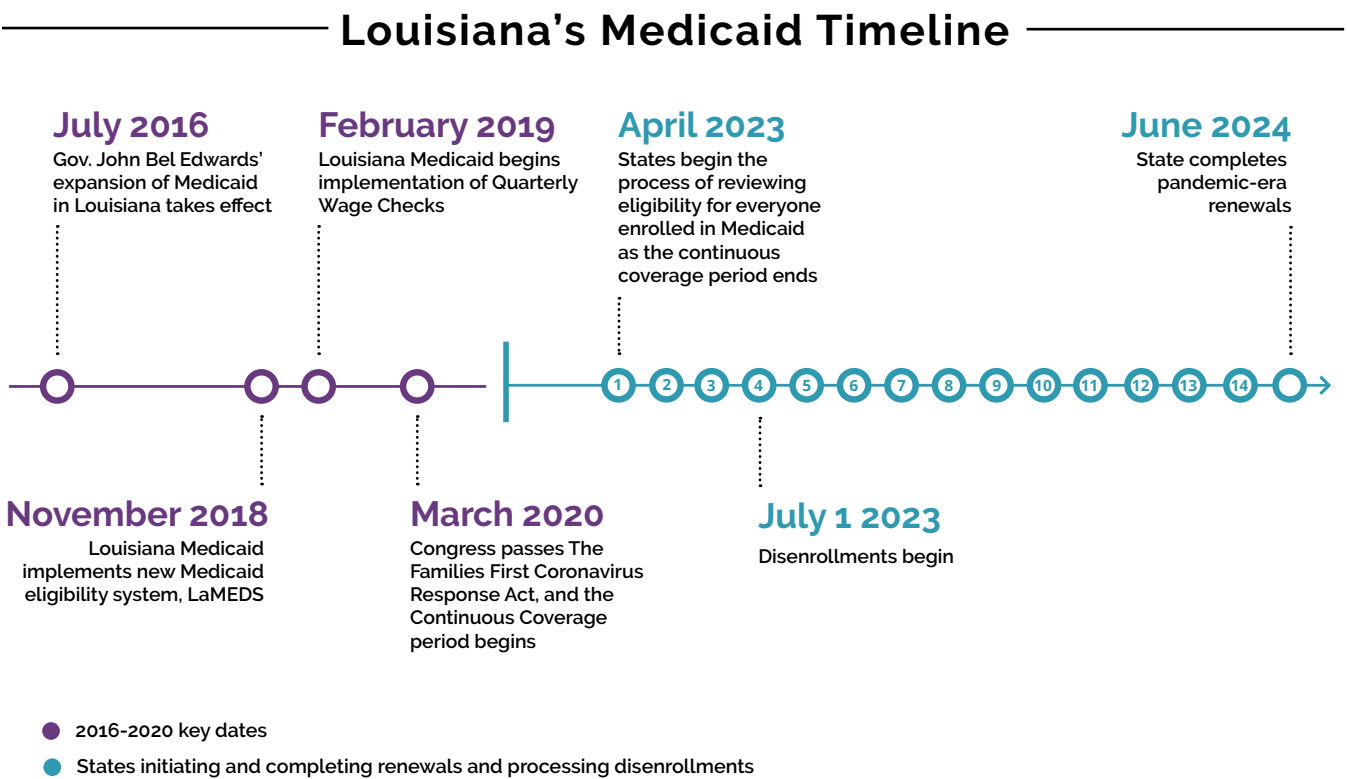 Louisiana's Medicaid Timeline
July 2016
Gov. John Bel Edwards'
expansion of Medicaid
in Louisiana takes effect
February 2019
Louisiana Medicaid begins
implementation of Quarterly
Wage Checks
April 2023
States begin the
process of reviewing
eligibility for everyone
enrolled in Medicaid
as the continuous
coverage period ends
June 2024
State completes
pandemic-era
renewals
1 2 3 4 5 6 7 8 9 10 11 12 13 14
November 2018
Louisiana Medicaid
implements new Medicaid
eligibility system, LaMEDS
March 2020
Congress passes The
Families First Coronavirus
Response Act, and the
Continuous Coverage
period begins
July 1 2023
Disenrollments begin
2016-2020 key dates
States initiating and completing renewals and processing disenrollments